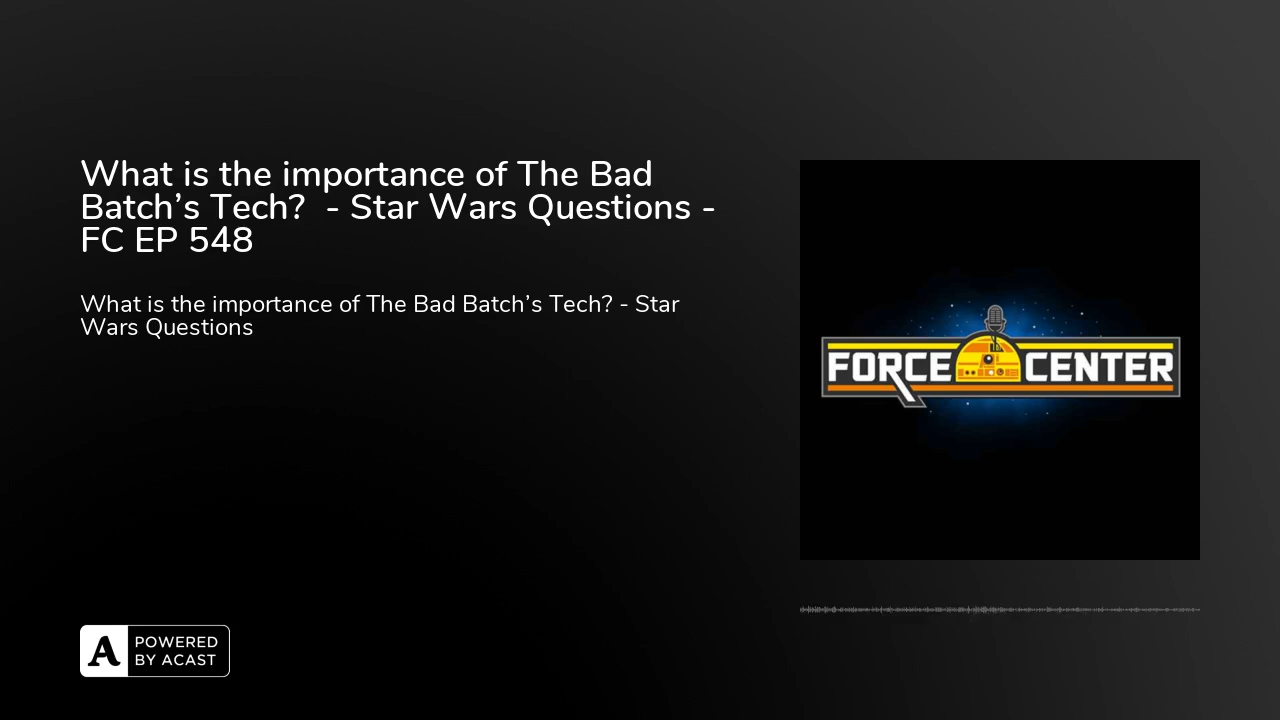 What is the importance of The Bad
Batch’s Tech?  - Star Wars Questions -
FC EP 548
What is the importance of The Bad Batch’s Tech? - Star
Wars Questions
FORCE CENTER
A POWERED
BY ACAST